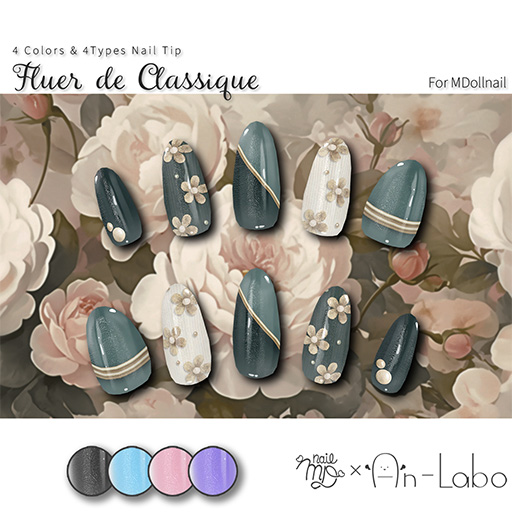 4 Colors & 4Types Nail Tip
Fluer de Classique
For MDollnail
nail
MD × An-Labo